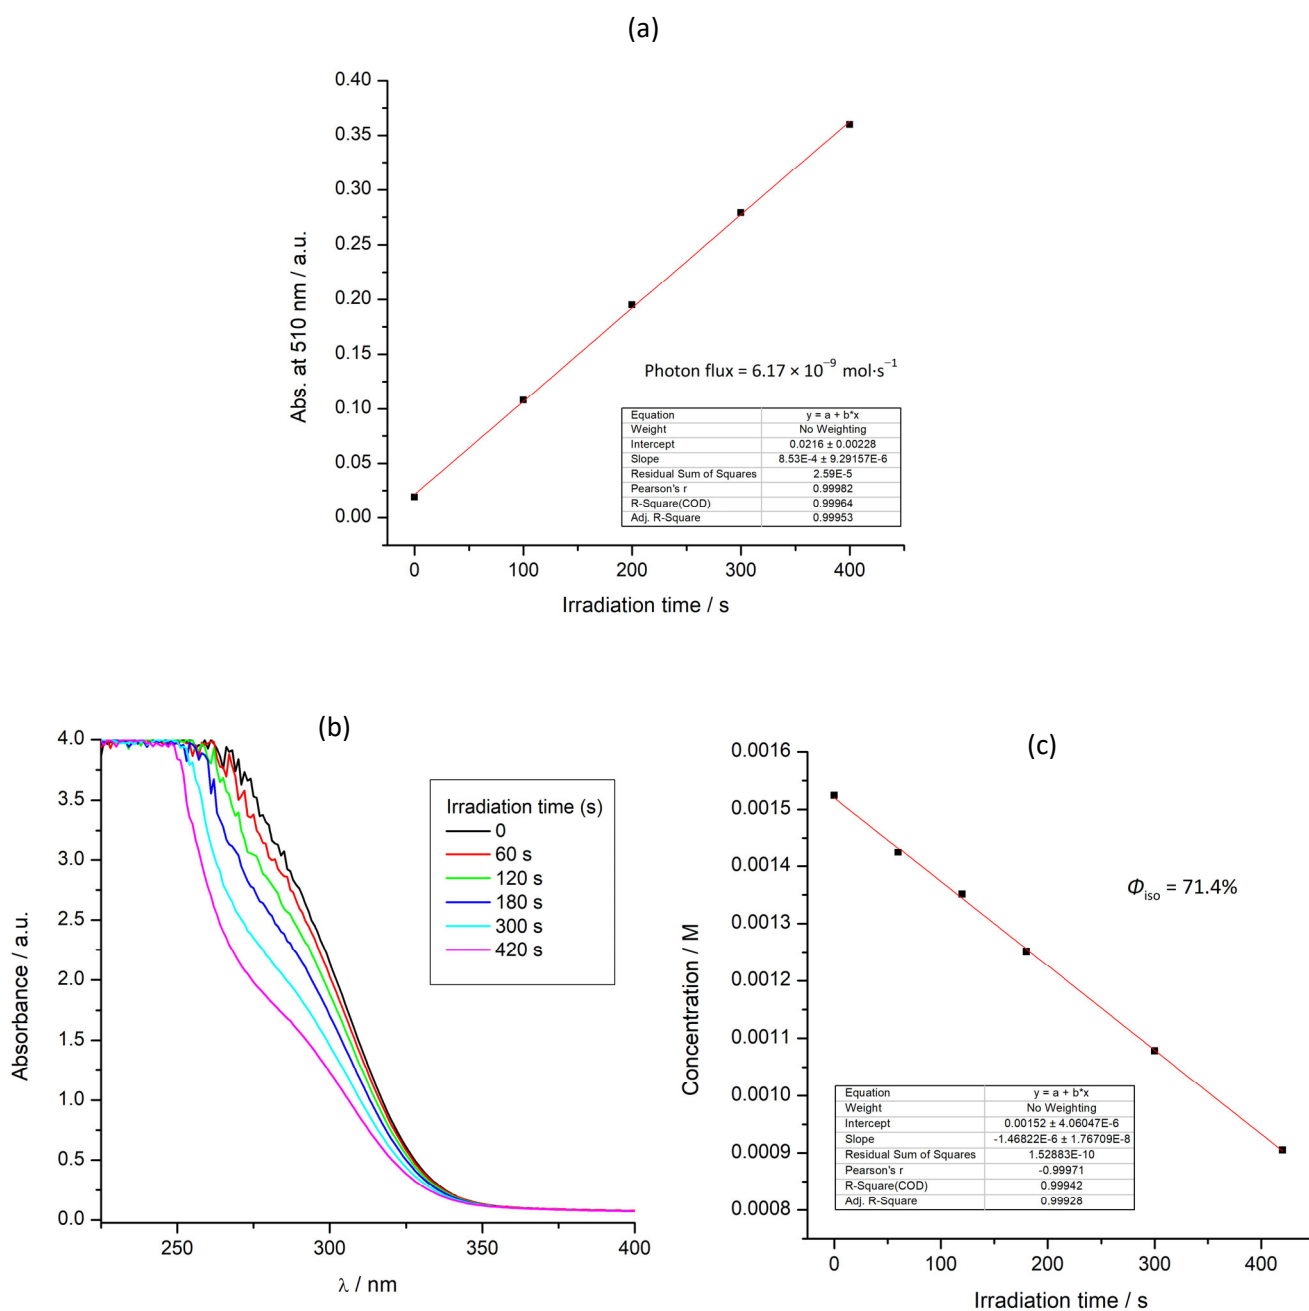 (a)
0.40
0.35
0.30
0.25
0.20
0.15
0.10
0.05
0.00
Abs. at 510 nm / a.u.
Photon flux = 6.17 × 10⁻⁹ mol·s⁻¹
Equation y = a + b*x
Weight No Weighting
Intercept 0.0216 ± 0.00228
Slope 8.53E-4 ± 9.29157E-6
Residual Sum of Squares 2.59E-5
Pearson's r 0.99982
R-Square(COD) 0.99964
Adj. R-Square 0.99953
0 100 200 300 400
Irradiation time / s
(b)
4.0
3.5
3.0
2.5
2.0
1.5
1.0
0.5
0.0
Absorbance / a.u.
Irradiation time (s)
0
60 s
120 s
180 s
300 s
420 s
250 300 350 400
λ / nm
(c)
0.0016
0.0015
0.0014
0.0013
0.0012
0.0011
0.0010
0.0009
0.0008
Concentration / M
Φiso = 71.4%
Equation y = a + b*x
Weight No Weighting
Intercept 0.00152 ± 4.06047E-6
Slope -1.46822E-6 ± 1.76709E-8
Residual Sum of Squares 1.52883E-10
Pearson's r -0.99971
R-Square(COD) 0.99942
Adj. R-Square 0.99928
0 100 200 300 400
Irradiation time / s